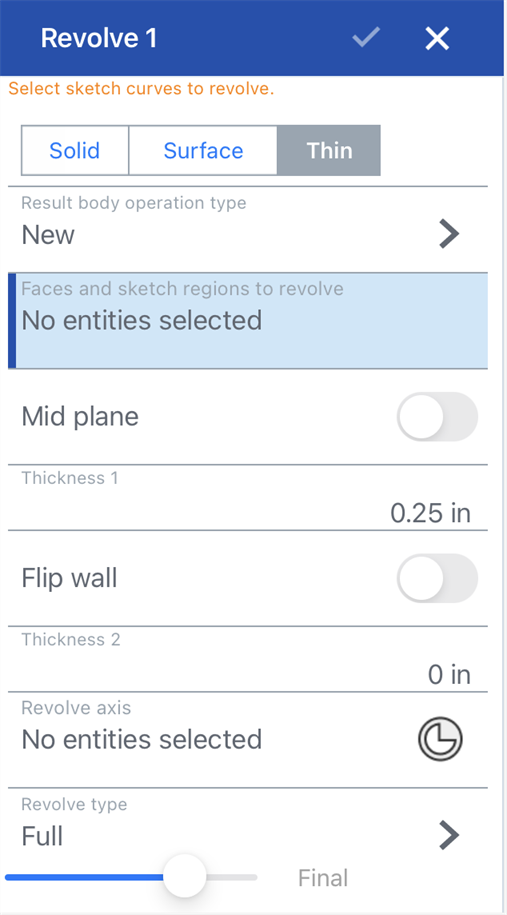 Revolve 1
Select sketch curves to revolve.
Solid
Surface
Thin
Result body operation type
New
Faces and sketch regions to revolve
No entities selected
Mid plane
Thickness 1
0.25 in
Flip wall
Thickness 2
0 in
Revolve axis
No entities selected
Revolve type
Full
Final